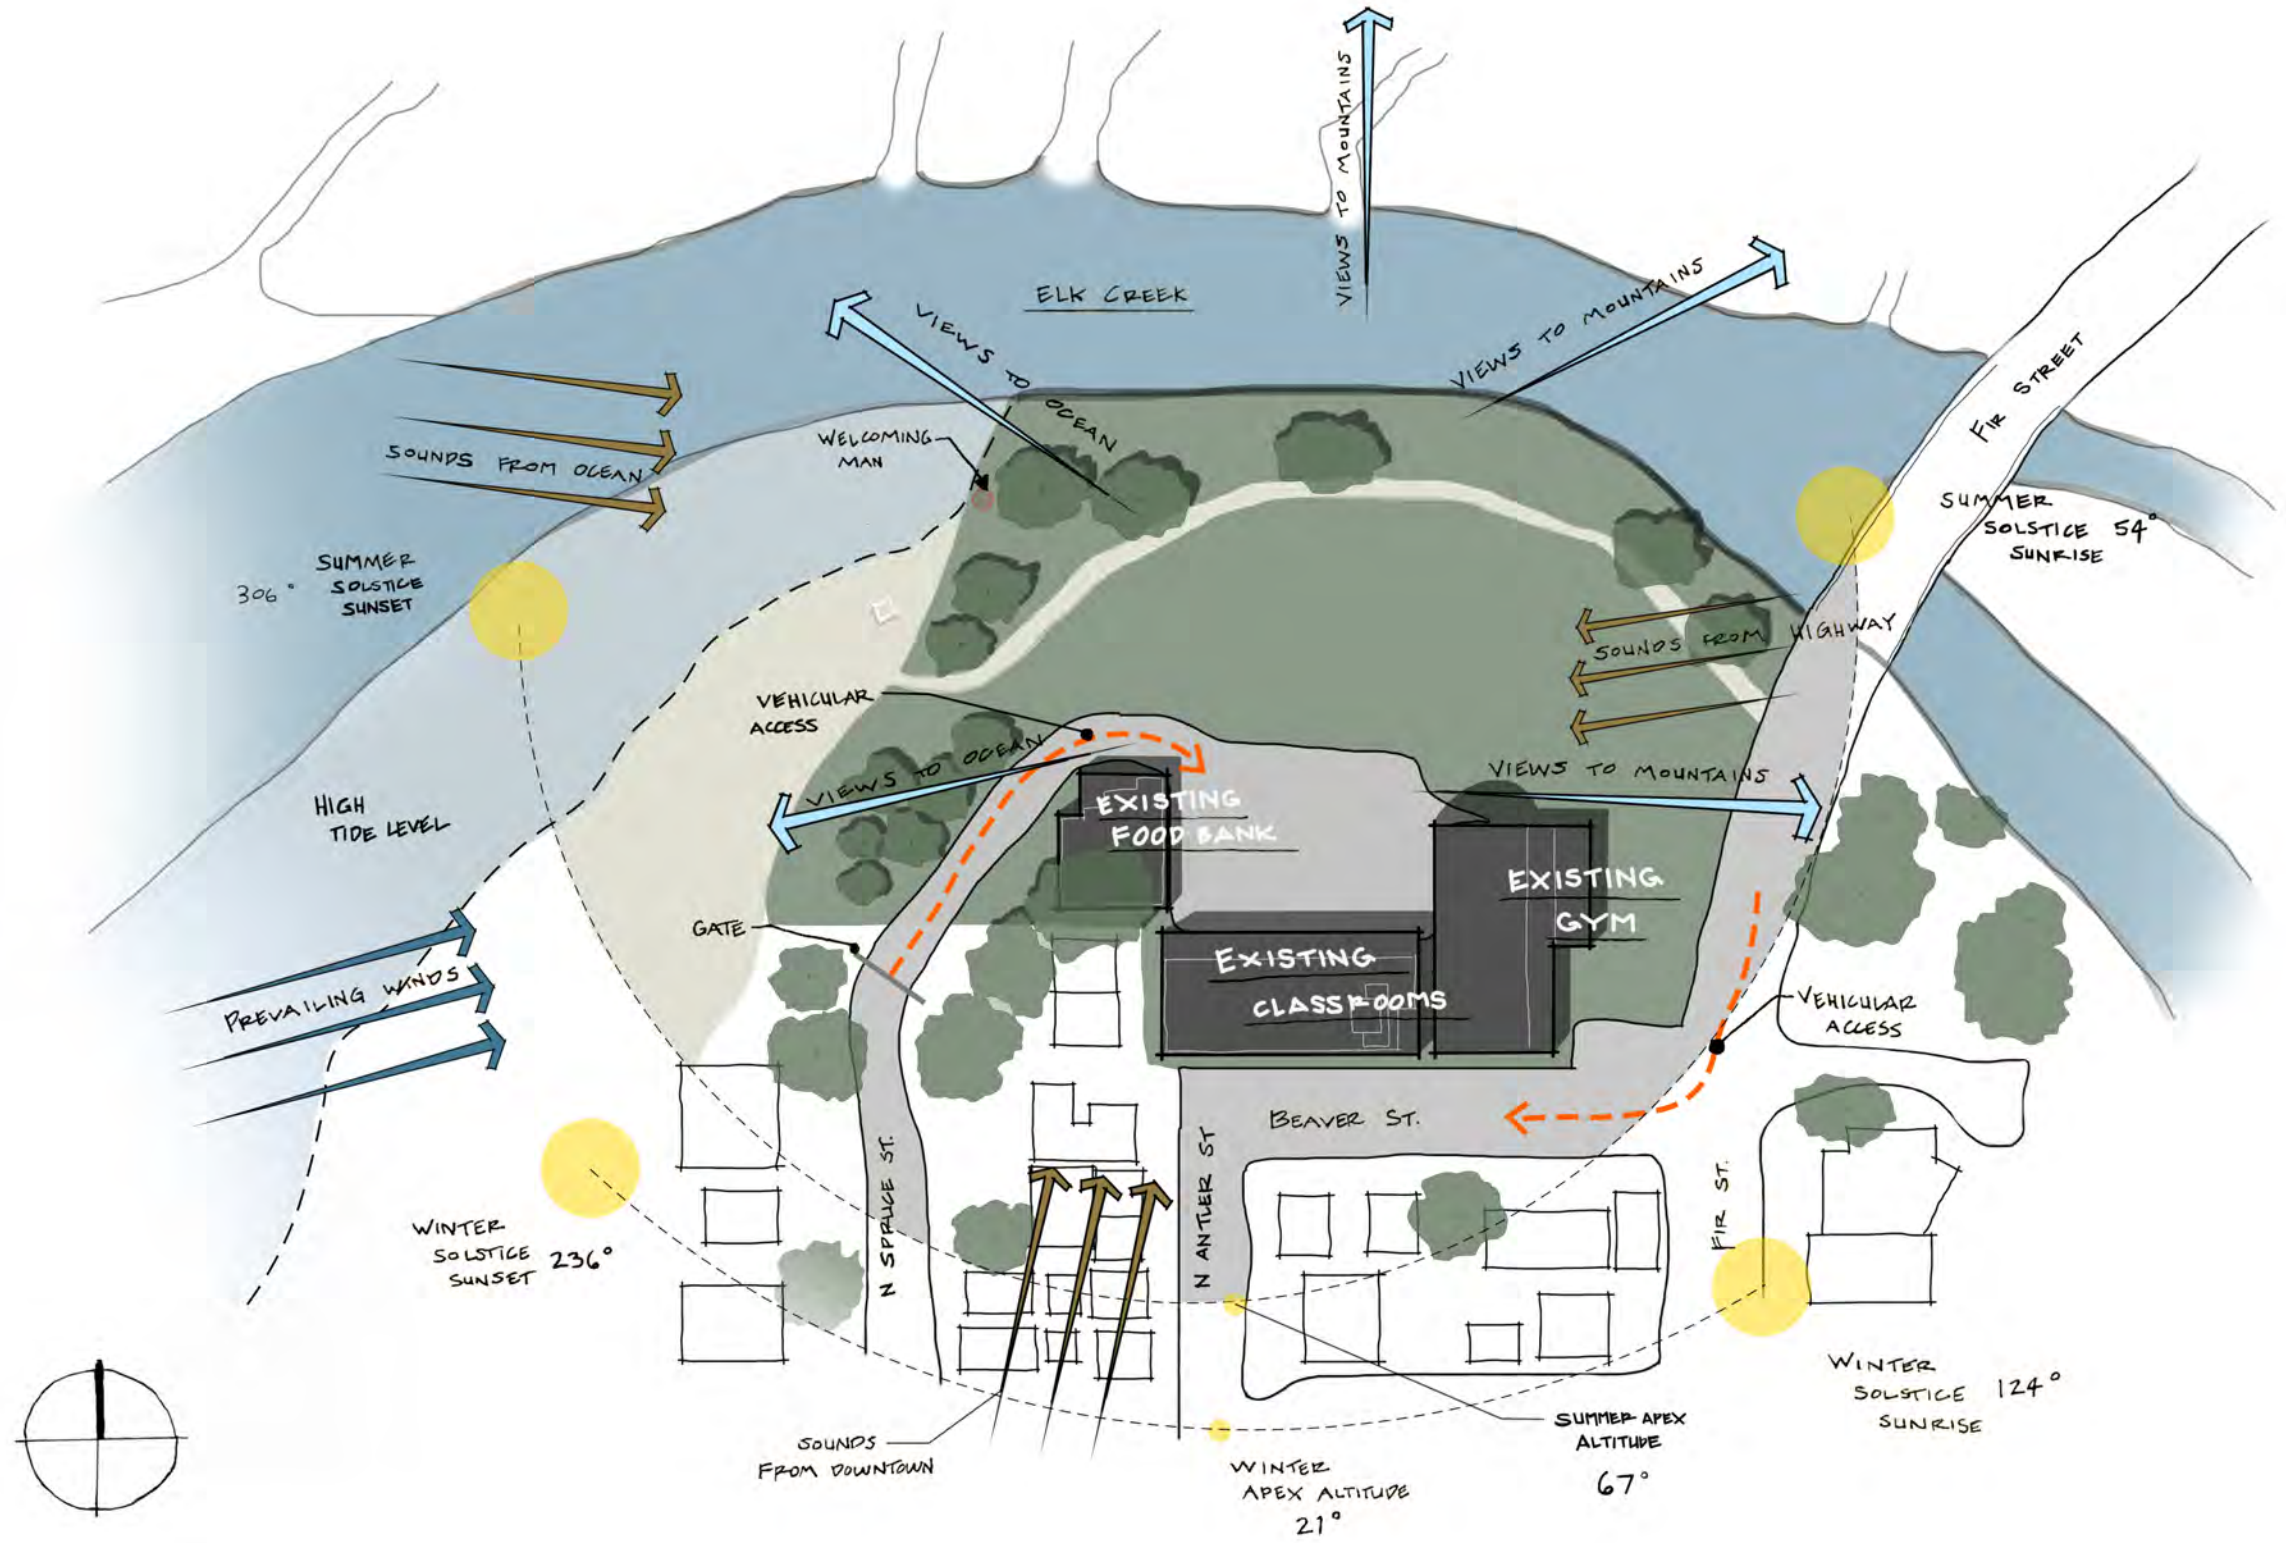 VIEWS TO MOUNTAINS
ELK CREEK
VIEWS TO MOUNTAINS
VIEWS TO OCEAN
FIR STREET
WELCOMING
MAN
SOUNDS FROM OCEAN
SUMMER
SOLSTICE 54°
SUNRISE
SUMMER
306° SOLSTICE
SUNSET
SOUNDS FROM HIGHWAY
VEHICULAR
ACCESS
VIEWS TO OCEAN
VIEWS TO MOUNTAINS
HIGH
TIDE LEVEL
EXISTING
FOOD BANK
EXISTING
GYM
GATE
EXISTING
CLASSROOMS
PREVAILING WINDS
VEHICULAR
ACCESS
BEAVER ST.
N SPRUCE ST.
N ANTLER ST
FIR ST.
WINTER
SOLSTICE 236°
SUNSET
WINTER
SOLSTICE 124°
SUNRISE
SOUNDS
FROM DOWNTOWN
SUMMER APEX
ALTITUDE
67°
WINTER
APEX ALTITUDE
21°